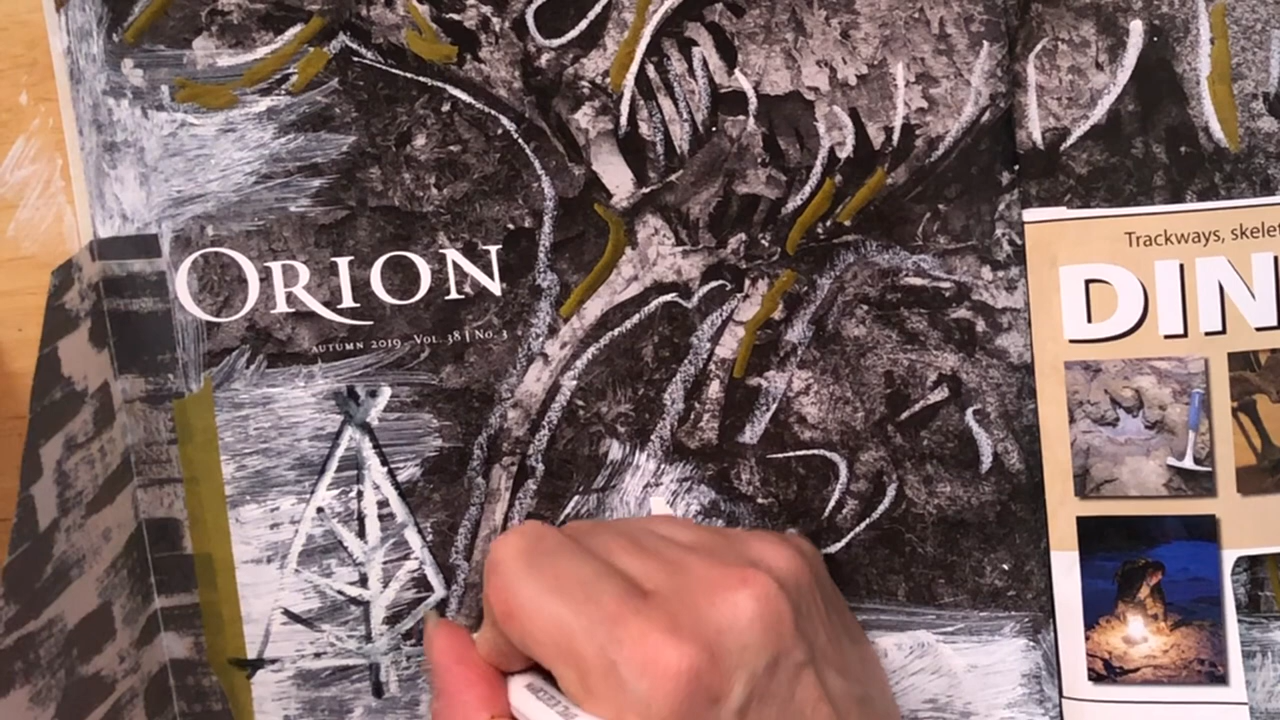 ORION
AUTUMN 2019 VOL. 38 | NO. 3
Trackways, skelet
DIN